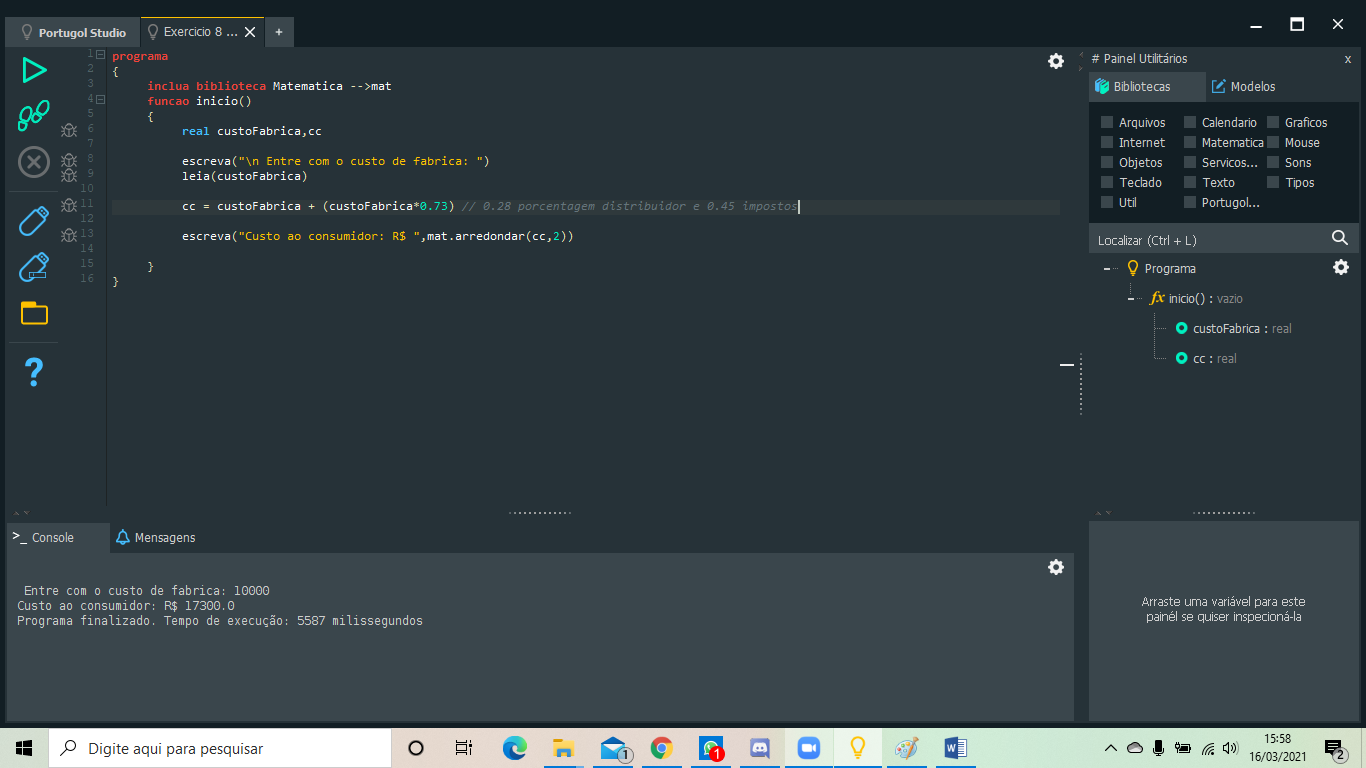 Portugol Studio
Exercicio 8 ...
+
1 programa
2 {
3 inclua biblioteca Matematica -->mat
4 funcao inicio()
5 {
6 real custoFabrica,cc
7
8 escreva("\n Entre com o custo de fabrica: ")
9 leia(custoFabrica)
10
11 cc = custoFabrica + (custoFabrica*0.73) // 0.28 porcentagem distribuidor e 0.45 impostos
12
13 escreva("Custo ao consumidor: R$ ",mat.arredondar(cc,2))
14
15 }
16 }
# Painel Utilitários x
Bibliotecas Modelos
Arquivos Calendario Graficos
Internet Matematica Mouse
Objetos Servicos... Sons
Teclado Texto Tipos
Util Portugol...
Localizar (Ctrl + L)
Programa
fx inicio() : vazio
custoFabrica : real
cc : real
Arraste uma variável para este
painél se quiser inspecioná-la
>_ Console Mensagens
Entre com o custo de fabrica: 10000
Custo ao consumidor: R$ 17300.0
Programa finalizado. Tempo de execução: 5587 milissegundos
Digite aqui para pesquisar
1
1
15:58
16/03/2021
2